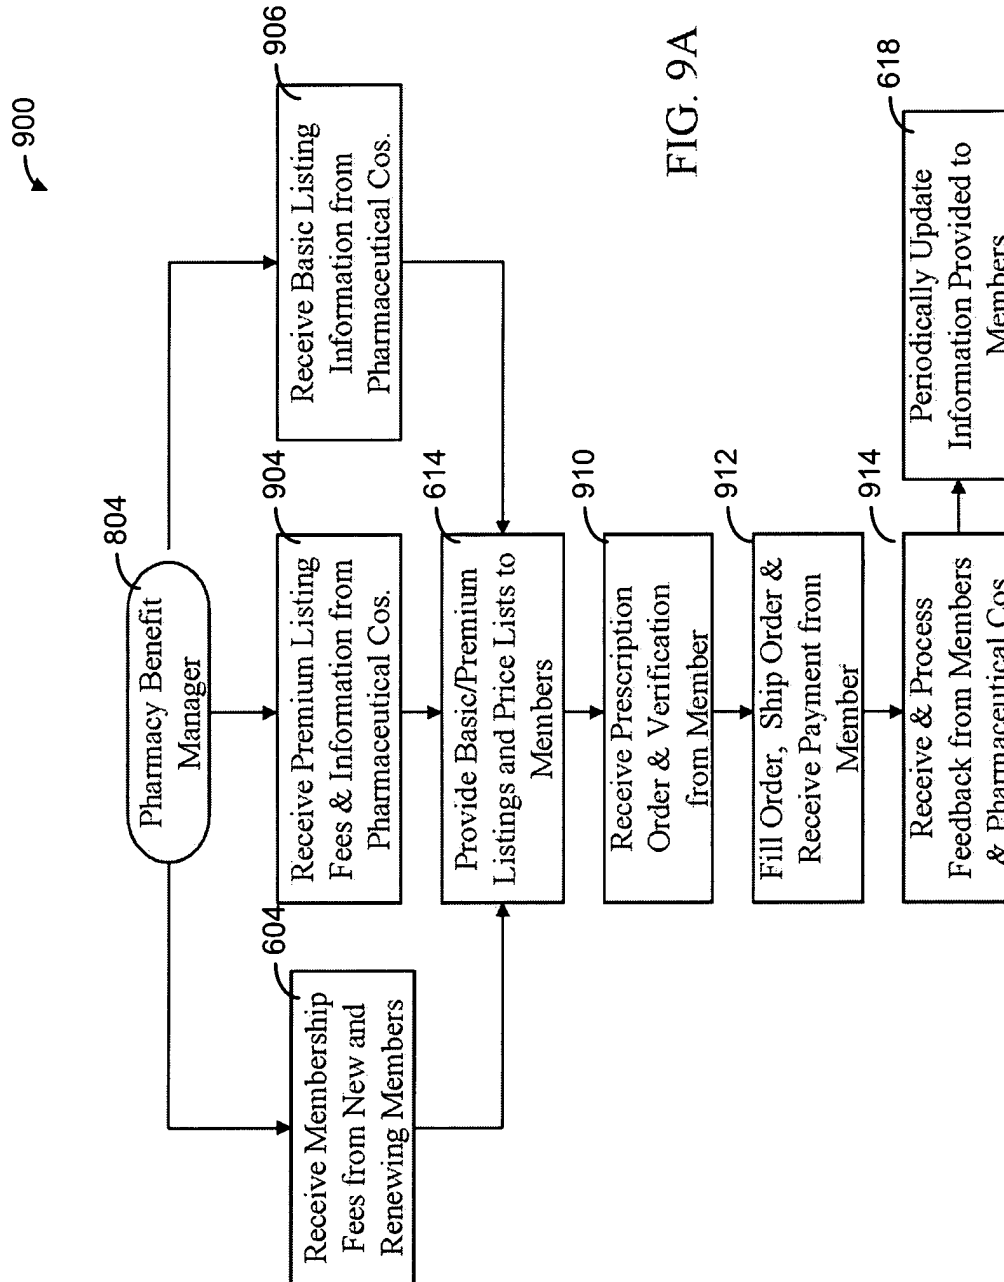 900
804
Pharmacy Benefit
Manager
604
Receive Membership
Fees from New and
Renewing Members
904
Receive Premium Listing
Fees & Information from
Pharmaceutical Cos.
906
Receive Basic Listing
Information from
Pharmaceutical Cos.
614
Provide Basic/Premium
Listings and Price Lists to
Members
910
Receive Prescription
Order & Verification
from Member
912
Fill Order, Ship Order &
Receive Payment from
Member
914
Receive & Process
Feedback from Members
& Pharmaceutical Cos.
618
Periodically Update
Information Provided to
Members
FIG. 9A